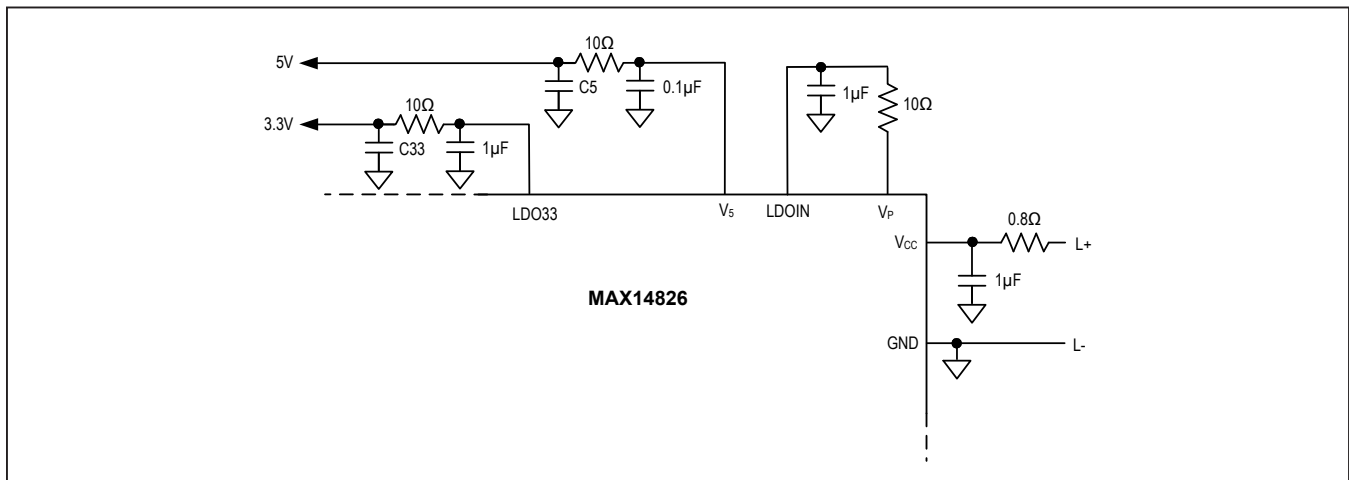 10Ω
5V
C5
0.1µF
1µF
10Ω
10Ω
3.3V
C33
1µF
LDO33
V₅
LDOIN
Vₚ
0.8Ω
V꜀꜀
L+
1µF
MAX14826
GND
L-